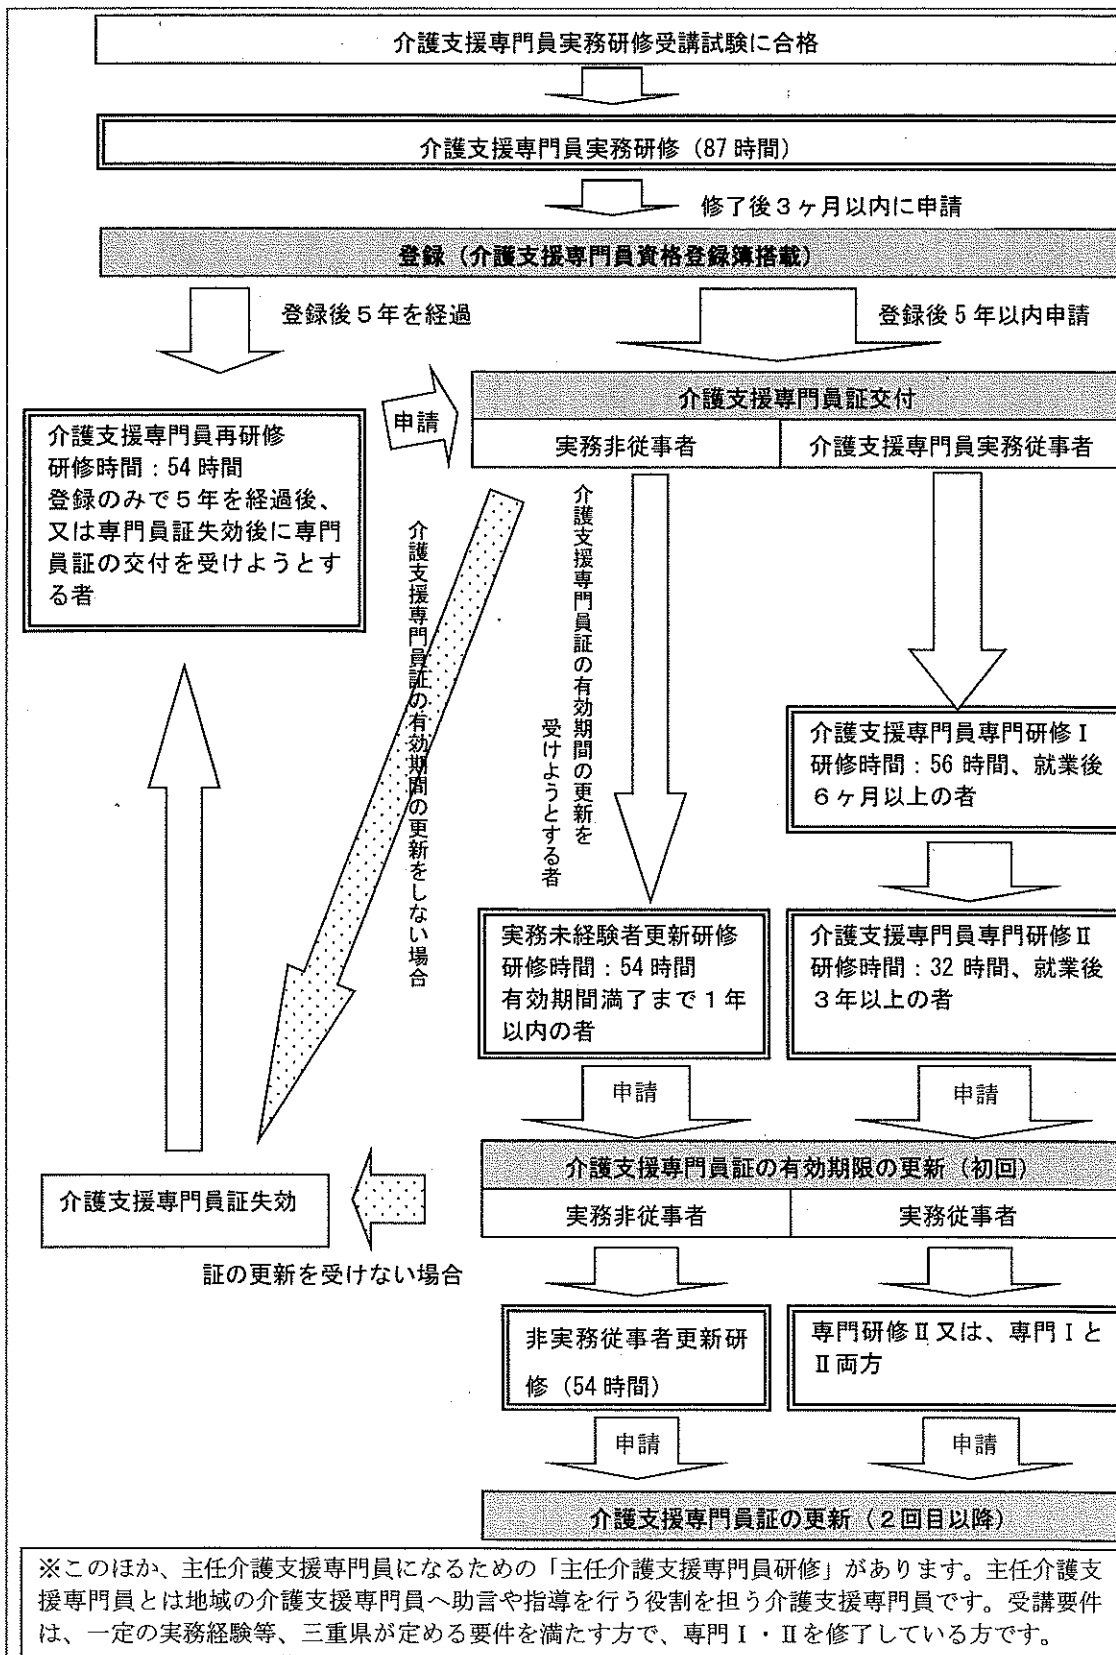 介護支援専門員実務研修受講試験に合格
介護支援専門員実務研修（87時間）
修了後３ヶ月以内に申請
登録（介護支援専門員資格登録簿搭載）
登録後５年を経過
登録後５年以内申請
申請
介護支援専門員証交付
実務非従事者
介護支援専門員実務従事者
介護支援専門員再研修
研修時間：54時間
登録のみで５年を経過後、
又は専門員証失効後に専門
員証の交付を受けようとす
る者
介護支援専門員証の有効期間の更新をしない場合
介護支援専門員証の有効期間の更新を
受けようとする者
介護支援専門員専門研修Ⅰ
研修時間：56時間、就業後
６ヶ月以上の者
実務未経験者更新研修
研修時間：54時間
有効期間満了まで１年
以内の者
介護支援専門員専門研修Ⅱ
研修時間：32時間、就業後
３年以上の者
申請
申請
介護支援専門員証の有効期限の更新（初回）
実務非従事者
実務従事者
介護支援専門員証失効
証の更新を受けない場合
非実務従事者更新研
修（54時間）
専門研修Ⅱ又は、専門Ⅰと
Ⅱ両方
申請
申請
介護支援専門員証の更新（２回目以降）
※このほか、主任介護支援専門員になるための「主任介護支援専門員研修」があります。主任介護支
援専門員とは地域の介護支援専門員へ助言や指導を行う役割を担う介護支援専門員です。受講要件
は、一定の実務経験等、三重県が定める要件を満たす方で、専門Ⅰ・Ⅱを修了している方です。